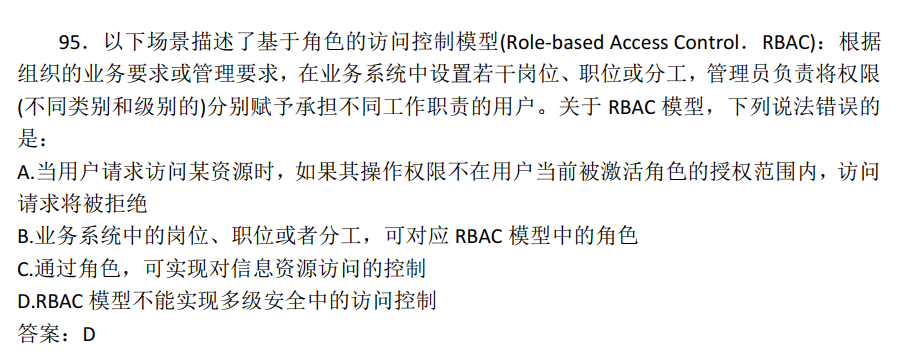 95．以下场景描述了基于角色的访问控制模型(Role-based Access Control．RBAC)：根据
组织的业务要求或管理要求，在业务系统中设置若干岗位、职位或分工，管理员负责将权限
(不同类别和级别的)分别赋予承担不同工作职责的用户。关于 RBAC 模型，下列说法错误的
是：
A.当用户请求访问某资源时，如果其操作权限不在用户当前被激活角色的授权范围内，访问
请求将被拒绝
B.业务系统中的岗位、职位或者分工，可对应 RBAC 模型中的角色
C.通过角色，可实现对信息资源访问的控制
D.RBAC 模型不能实现多级安全中的访问控制
答案：D